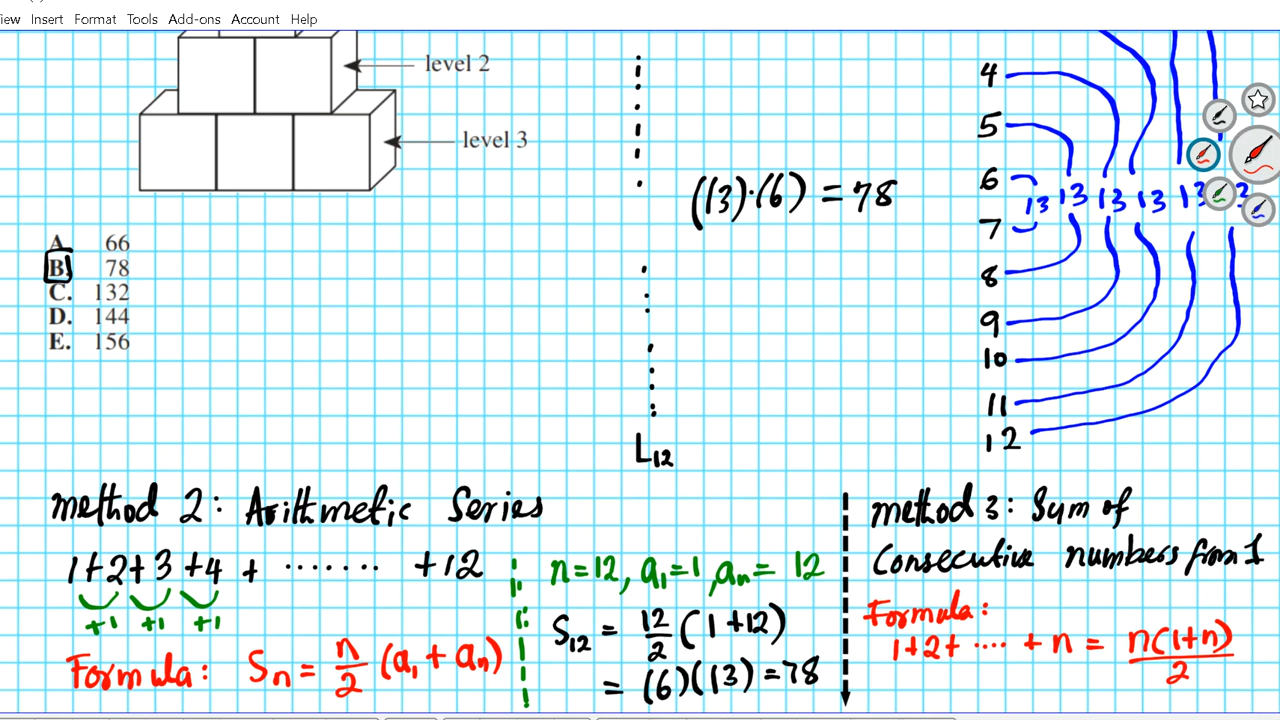 iew Insert Format Tools Add-ons Account Help
level 2
level 3
A. 66
B. 78
C. 132
D. 144
E. 156
L12
((13)·(6) = 78
4
5
6
13 13 13 13 13
7
8
9
10
11
12
method 2: Arithmetic Series
1+2+3+4+ ....... +12
+1 +1 +1
Formula: Sn = n/2 (a1 + an)
n=12, a1=1, an= 12
S12 = 12/2 (1+12)
= (6)(13) = 78
method 3: Sum of
Consecutive numbers from 1
Formula:
1+2+ .... + n = n(1+n)/2